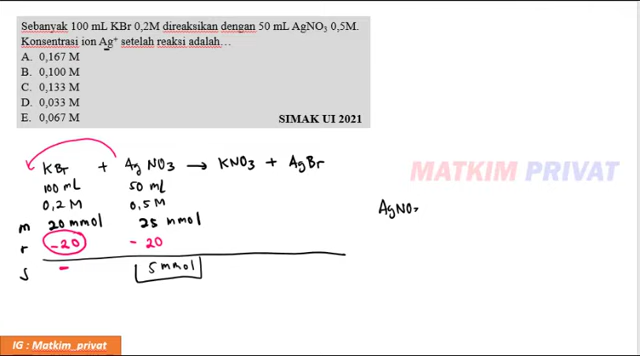 Sebanyak 100 mL KBr 0,2M direaksikan dengan 50 mL AgNO₃ 0,5M.
Konsentrasi ion Ag⁺ setelah reaksi adalah…
A. 0,167 M
B. 0,100 M
C. 0,133 M
D. 0,033 M
E. 0,067 M
SIMAK UI 2021
KBr + AgNO3 → KNO3 + AgBr
100 mL 50 mL
0,2 M 0,5 M
m 20 mmol 25 mmol
r -20 - 20
s - 5 mmol
AgNO
MATKIM PRIVAT
IG : Matkim_privat